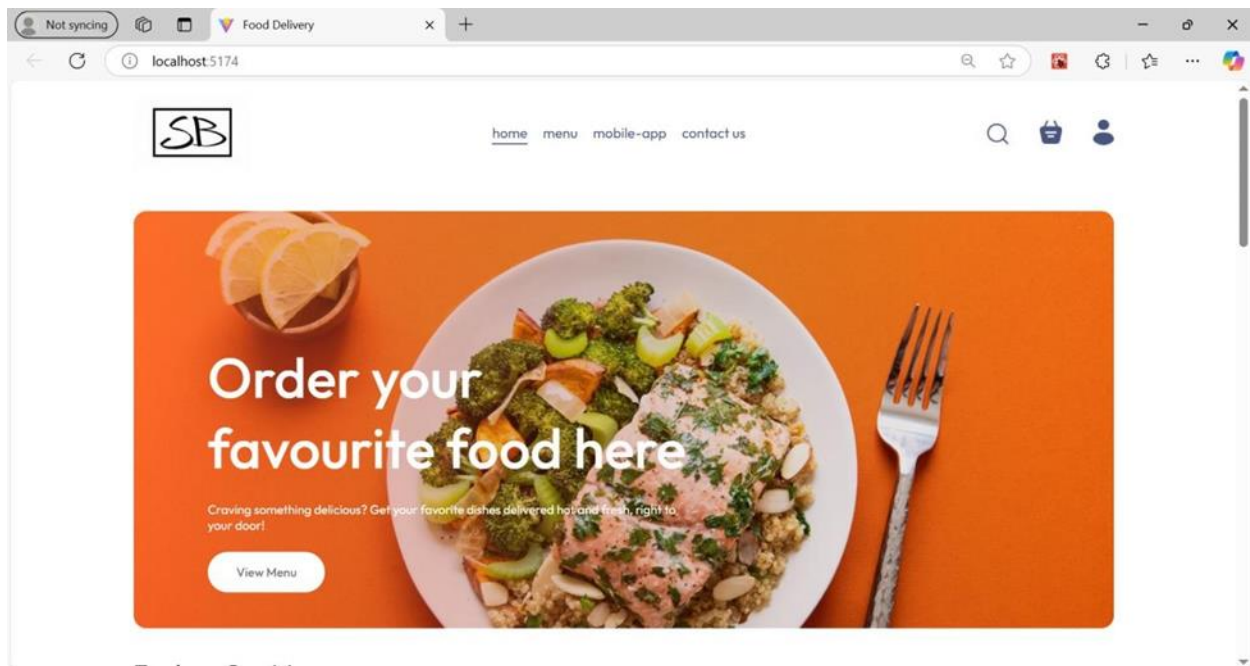 Not syncing
Food Delivery
localhost:5174
SB
home menu mobile-app contact us
Order your
favourite food here
Craving something delicious? Get your favorite dishes delivered hot and fresh, right to
your door!
View Menu